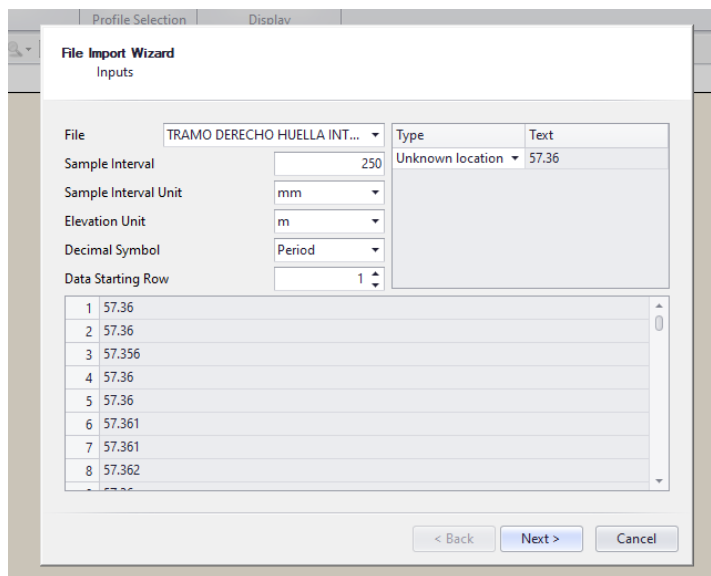 Profile Selection Display
File Import Wizard
Inputs
File TRAMO DERECHO HUELLA INT...
Sample Interval 250
Sample Interval Unit mm
Elevation Unit m
Decimal Symbol Period
Data Starting Row 1
Type Text
Unknown location 57.36
1 57.36
2 57.36
3 57.356
4 57.36
5 57.36
6 57.361
7 57.361
8 57.362
< Back Next > Cancel